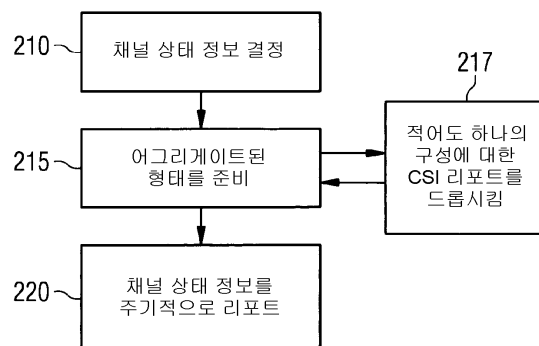 210
채널 상태 정보 결정
217
215
어그리게이트된
형태를 준비
적어도 하나의
구성에 대한
CSI 리포트를
드롭시킴
220
채널 상태 정보를
주기적으로 리포트